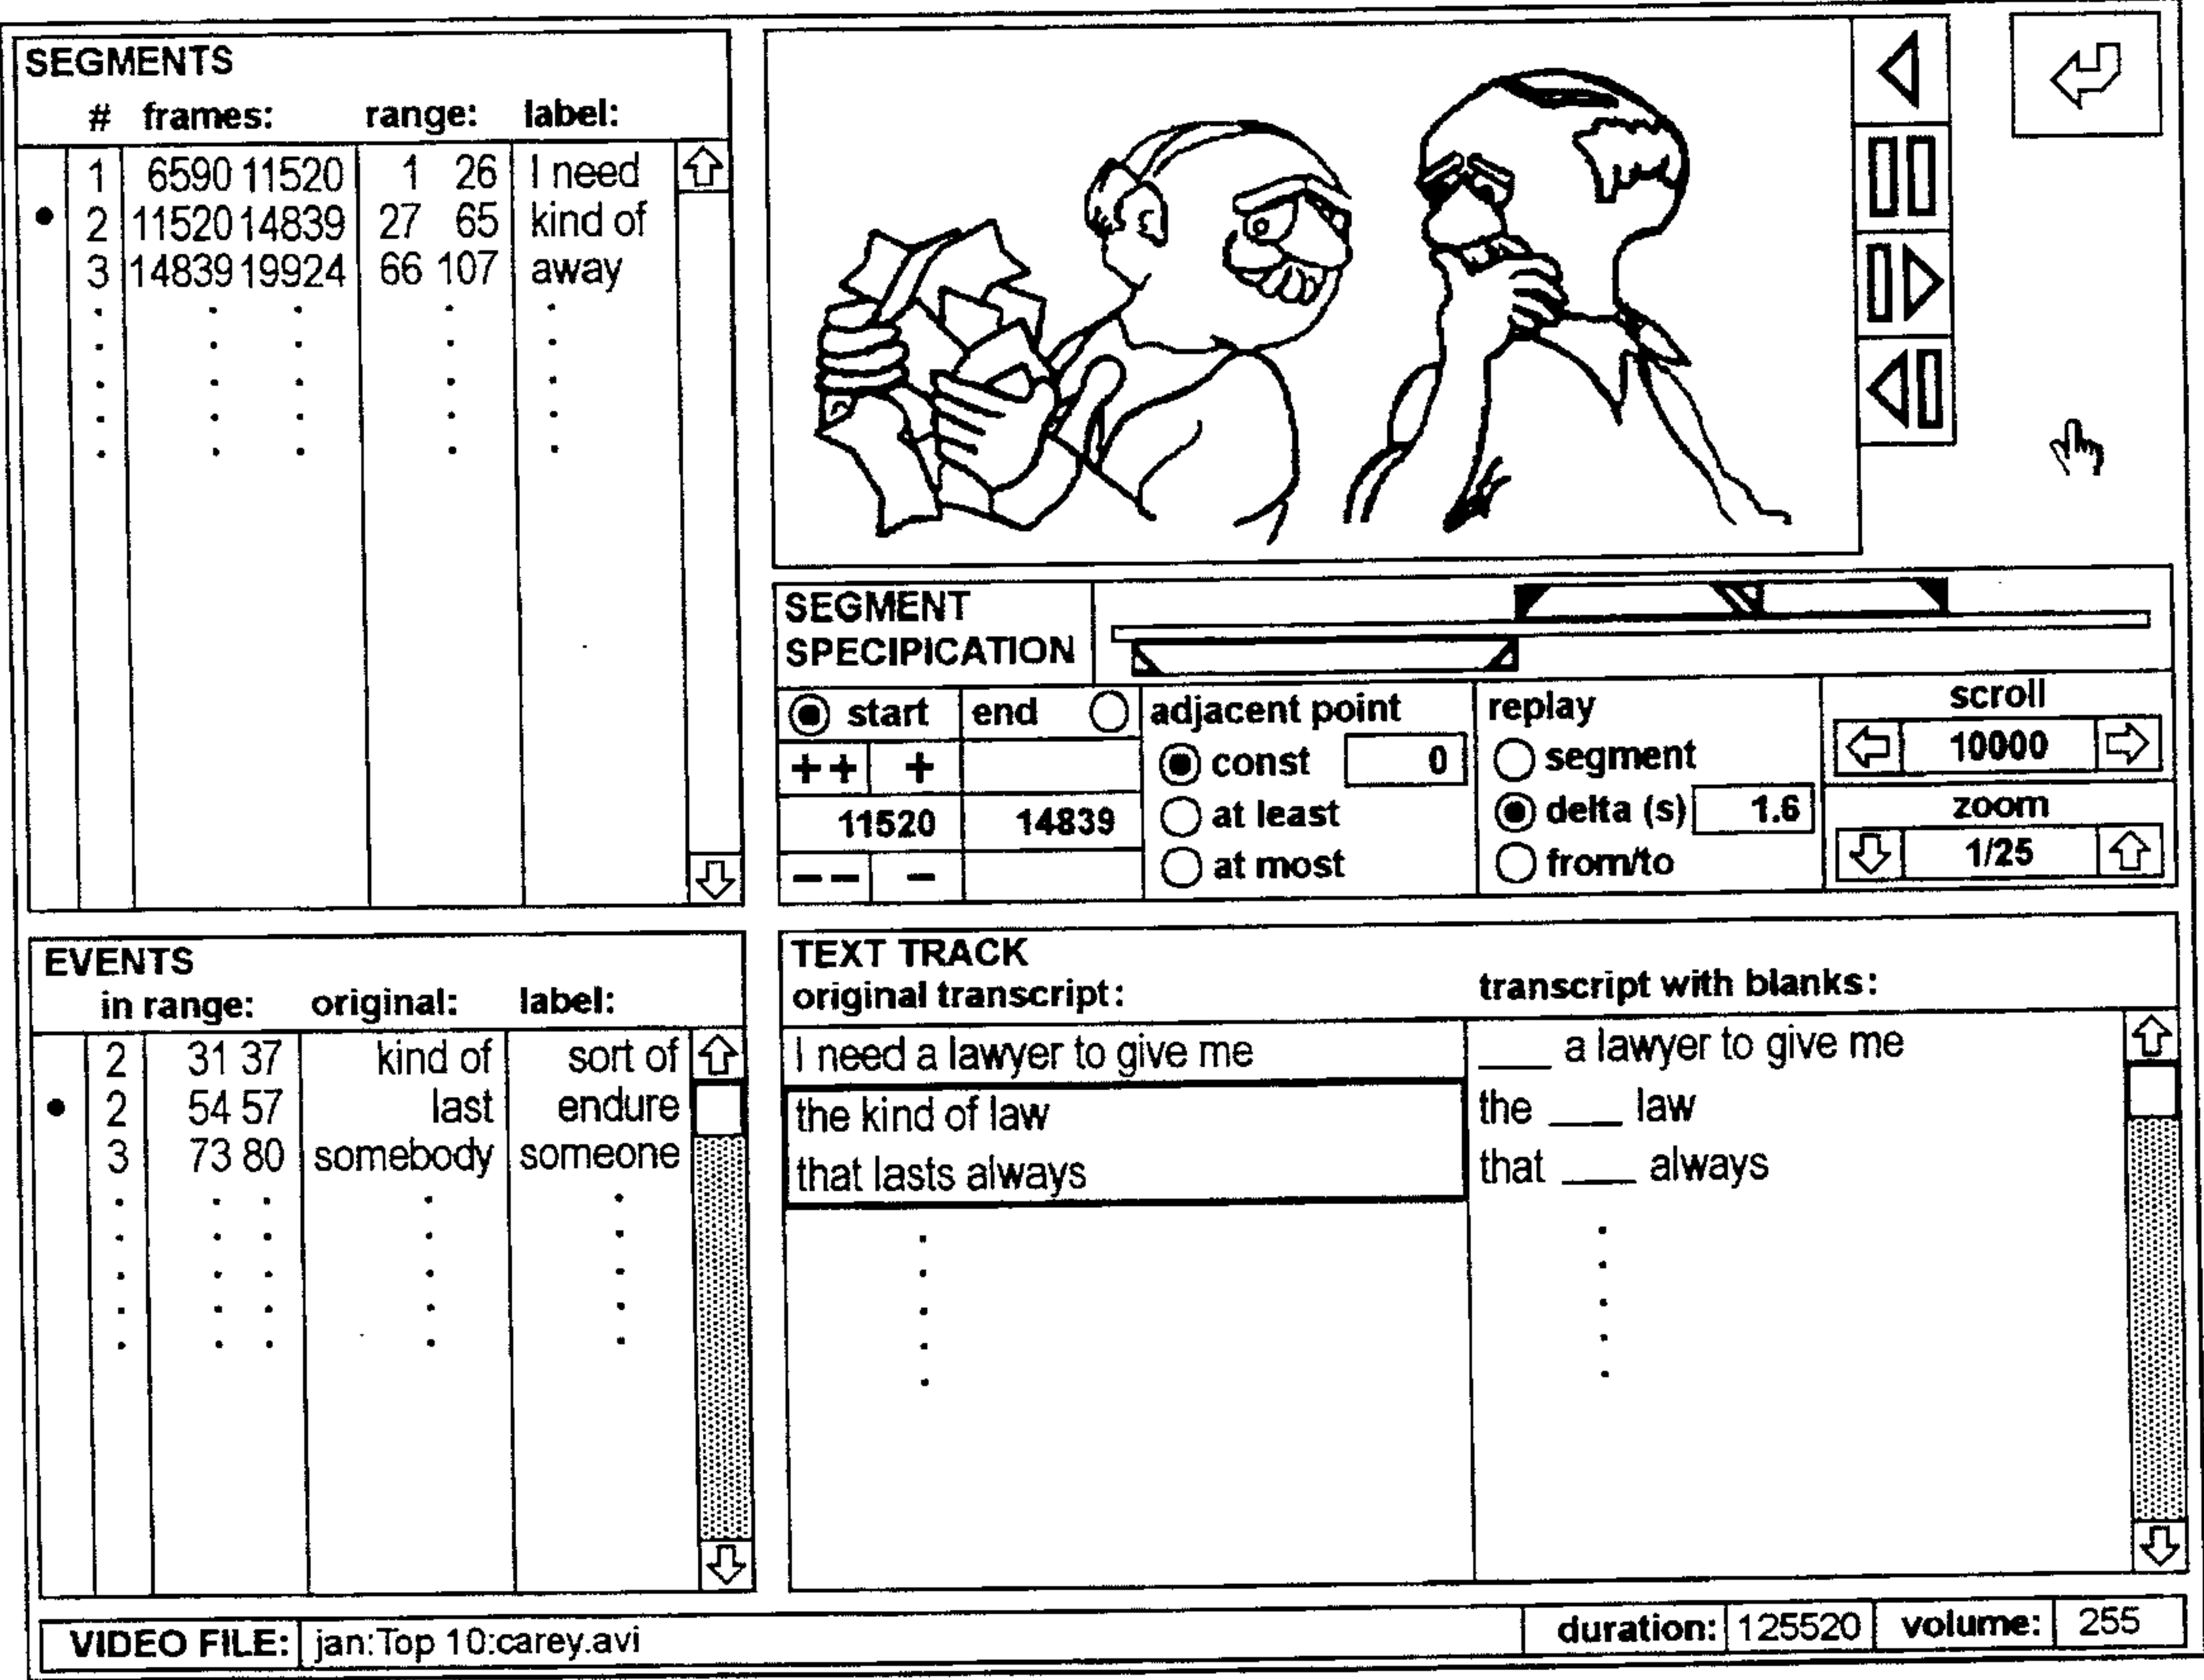 SEGMENTS
# frames: range: label:
1 6590 11520 1 26 I need
• 2 11520 14839 27 65 kind of
3 14839 19924 66 107 away
SEGMENT
SPECIPICATION
start end
++ +
11520 14839
-- -
adjacent point
const 0
at least
at most
replay
segment
delta (s) 1.6
from/to
scroll
10000
zoom
1/25
EVENTS
in range: original: label:
2 31 37 kind of sort of
• 2 54 57 last endure
3 73 80 somebody someone
TEXT TRACK
original transcript: transcript with blanks:
I need a lawyer to give me ___ a lawyer to give me
the kind of law the ___ law
that lasts always that ___ always
VIDEO FILE: jan:Top 10:carey.avi duration: 125520 volume: 255